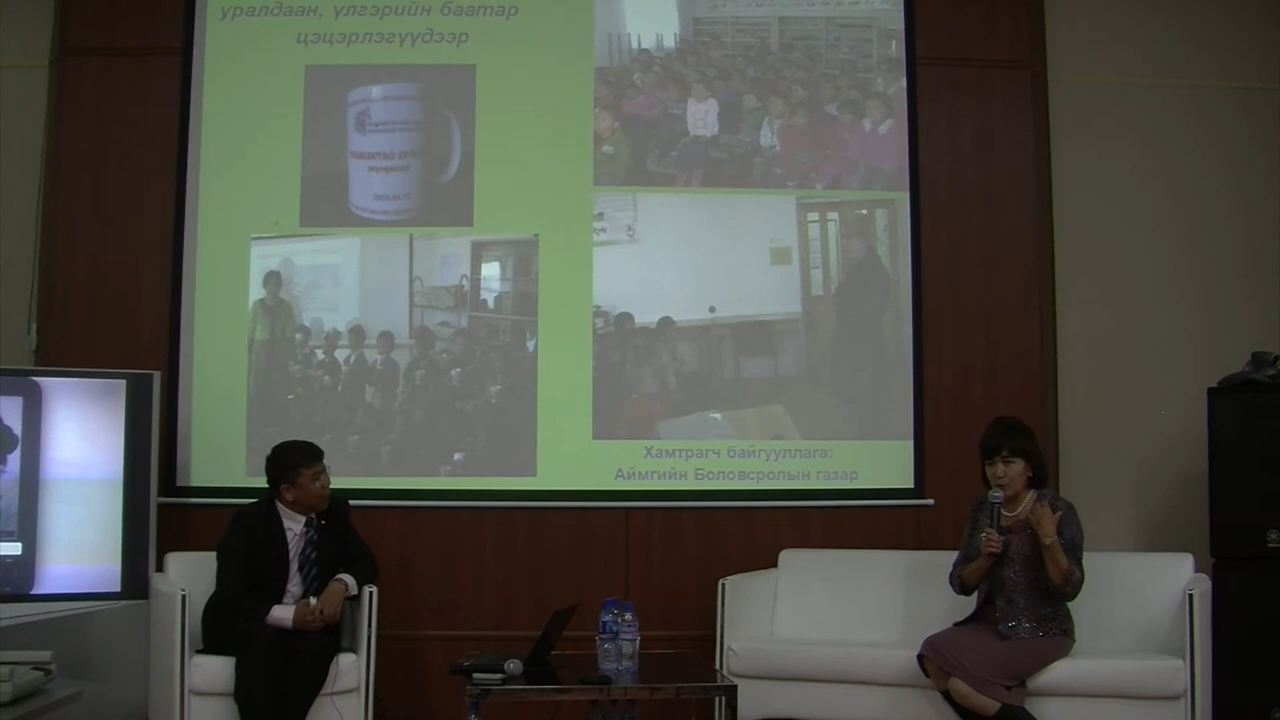 уралдаан, үлгэрийн баатар
цэцэрлэгүүдээр
Хамтрагч байгууллага:
Аймгийн Боловсролын газар